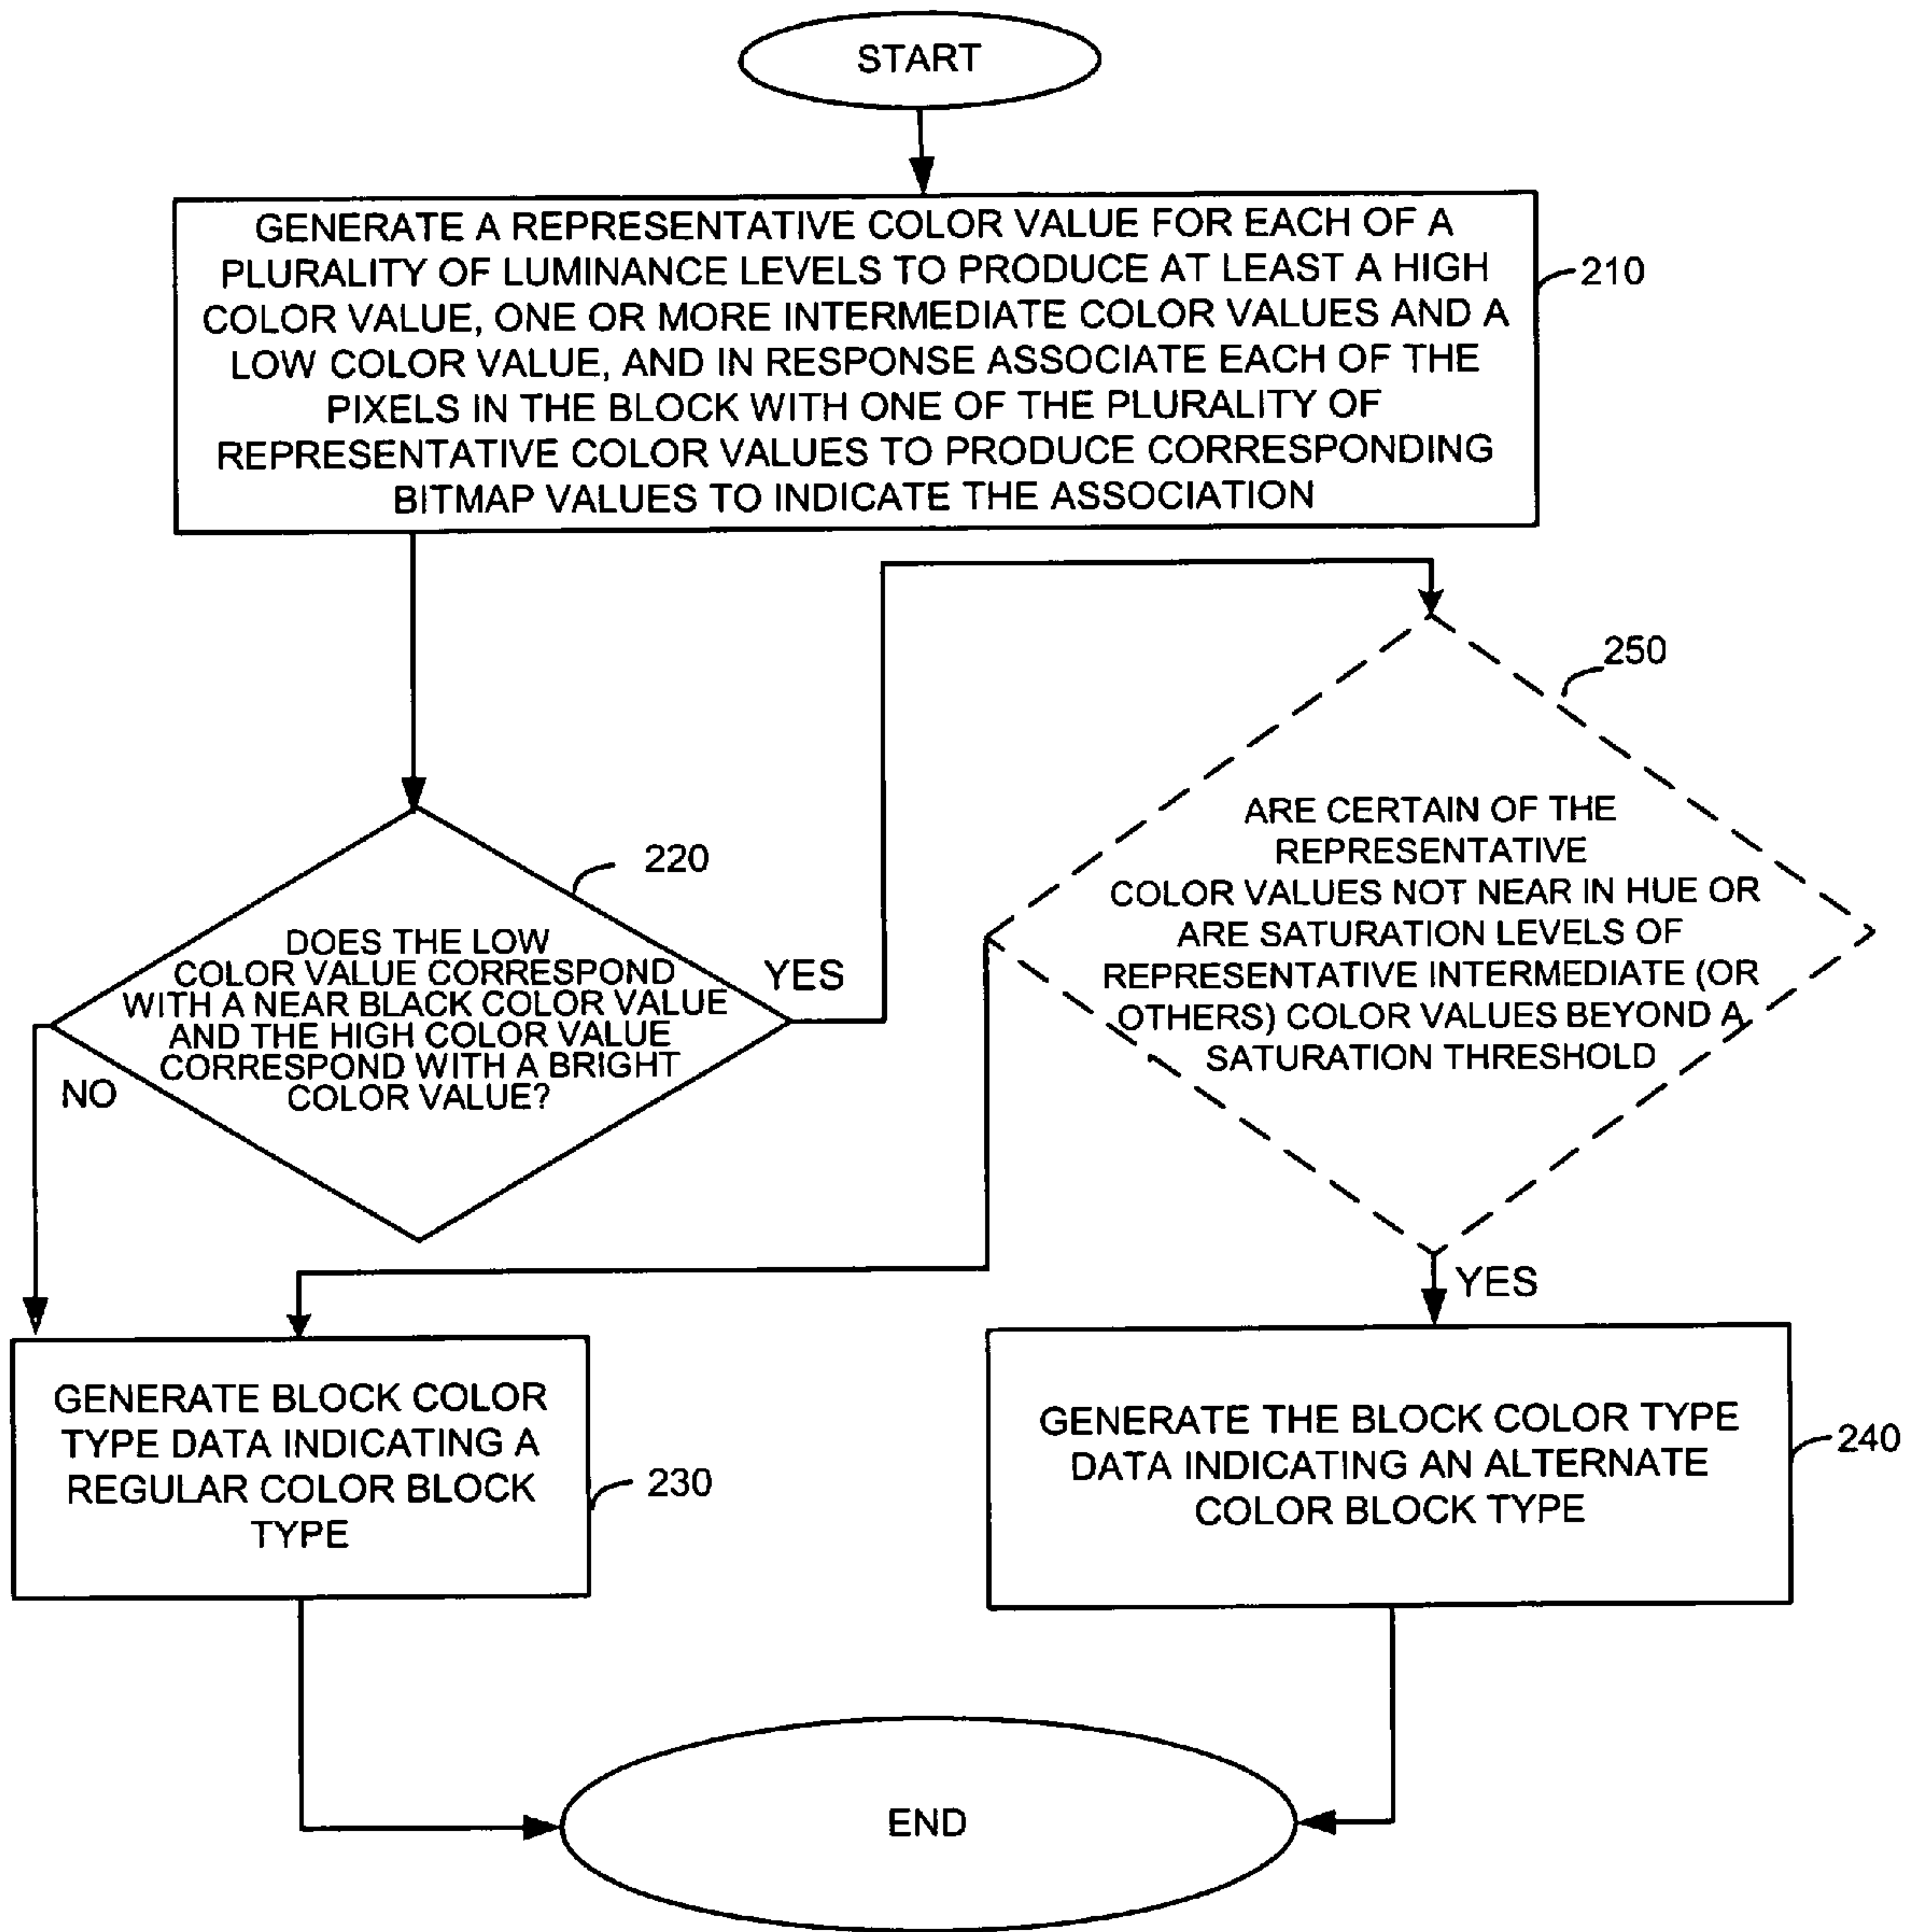 START
GENERATE A REPRESENTATIVE COLOR VALUE FOR EACH OF A
PLURALITY OF LUMINANCE LEVELS TO PRODUCE AT LEAST A HIGH
COLOR VALUE, ONE OR MORE INTERMEDIATE COLOR VALUES AND A
LOW COLOR VALUE, AND IN RESPONSE ASSOCIATE EACH OF THE
PIXELS IN THE BLOCK WITH ONE OF THE PLURALITY OF
REPRESENTATIVE COLOR VALUES TO PRODUCE CORRESPONDING
BITMAP VALUES TO INDICATE THE ASSOCIATION
210
220
DOES THE LOW
COLOR VALUE CORRESPOND
WITH A NEAR BLACK COLOR VALUE
AND THE HIGH COLOR VALUE
CORRESPOND WITH A BRIGHT
COLOR VALUE?
YES
NO
250
ARE CERTAIN OF THE
REPRESENTATIVE
COLOR VALUES NOT NEAR IN HUE OR
ARE SATURATION LEVELS OF
REPRESENTATIVE INTERMEDIATE (OR
OTHERS) COLOR VALUES BEYOND A
SATURATION THRESHOLD
YES
GENERATE BLOCK COLOR
TYPE DATA INDICATING A
REGULAR COLOR BLOCK
TYPE
230
GENERATE THE BLOCK COLOR TYPE
DATA INDICATING AN ALTERNATE
COLOR BLOCK TYPE
240
END